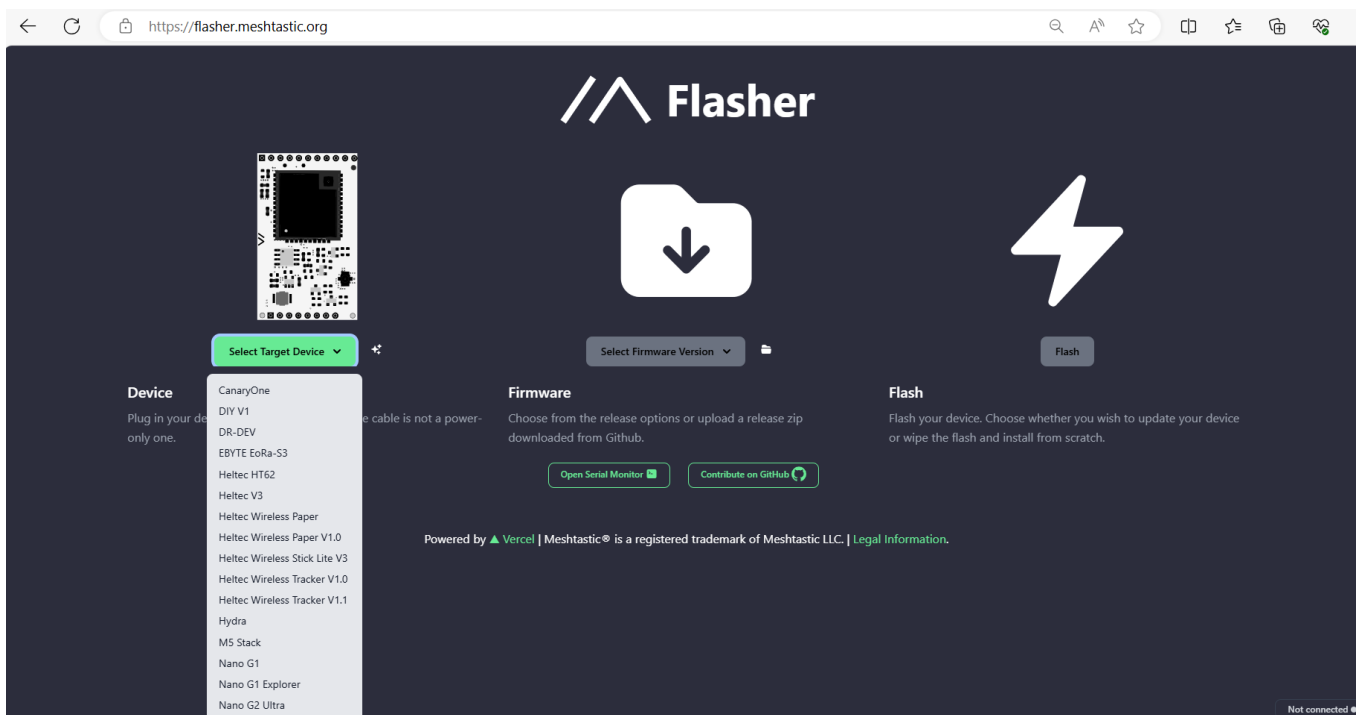 https://flasher.meshtastic.org
Flasher
Select Target Device
Select Firmware Version
Flash
Device
Plug in your de
e cable is not a power-
only one.
CanaryOne
DIY V1
DR-DEV
EBYTE EoRa-S3
Heltec HT62
Heltec V3
Heltec Wireless Paper
Heltec Wireless Paper V1.0
Heltec Wireless Stick Lite V3
Heltec Wireless Tracker V1.0
Heltec Wireless Tracker V1.1
Hydra
M5 Stack
Nano G1
Nano G1 Explorer
Nano G2 Ultra
Firmware
Choose from the release options or upload a release zip
downloaded from Github.
Flash
Flash your device. Choose whether you wish to update your device
or wipe the flash and install from scratch.
Open Serial Monitor
Contribute on GitHub
Powered by ▲ Vercel | Meshtastic® is a registered trademark of Meshtastic LLC. | Legal Information.
Not connected